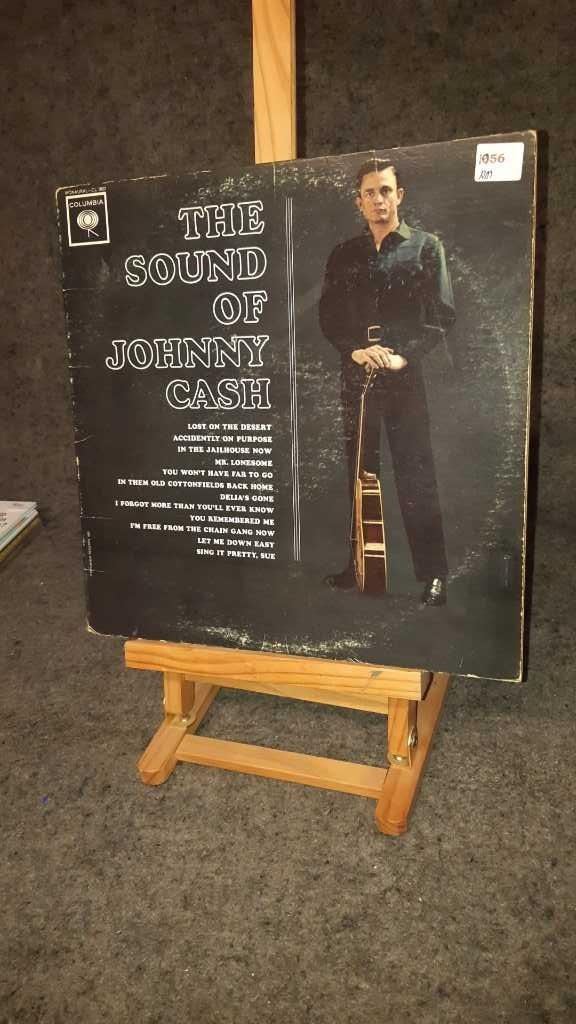 COLUMBIA
THE
SOUND
OF
JOHNNY
CASH
LOST ON THE DESERT
ACCIDENTLY ON PURPOSE
IN THE JAILHOUSE NOW
MR. LONESOME
YOU WON'T HAVE FAR TO GO
IN THEM OLD COTTONFIELDS BACK HOME
DELIA'S GONE
I FORGOT MORE THAN YOU'LL EVER KNOW
YOU REMEMBERED ME
I'M FREE FROM THE CHAIN GANG NOW
LET ME DOWN EASY
SING IT PRETTY, SUE